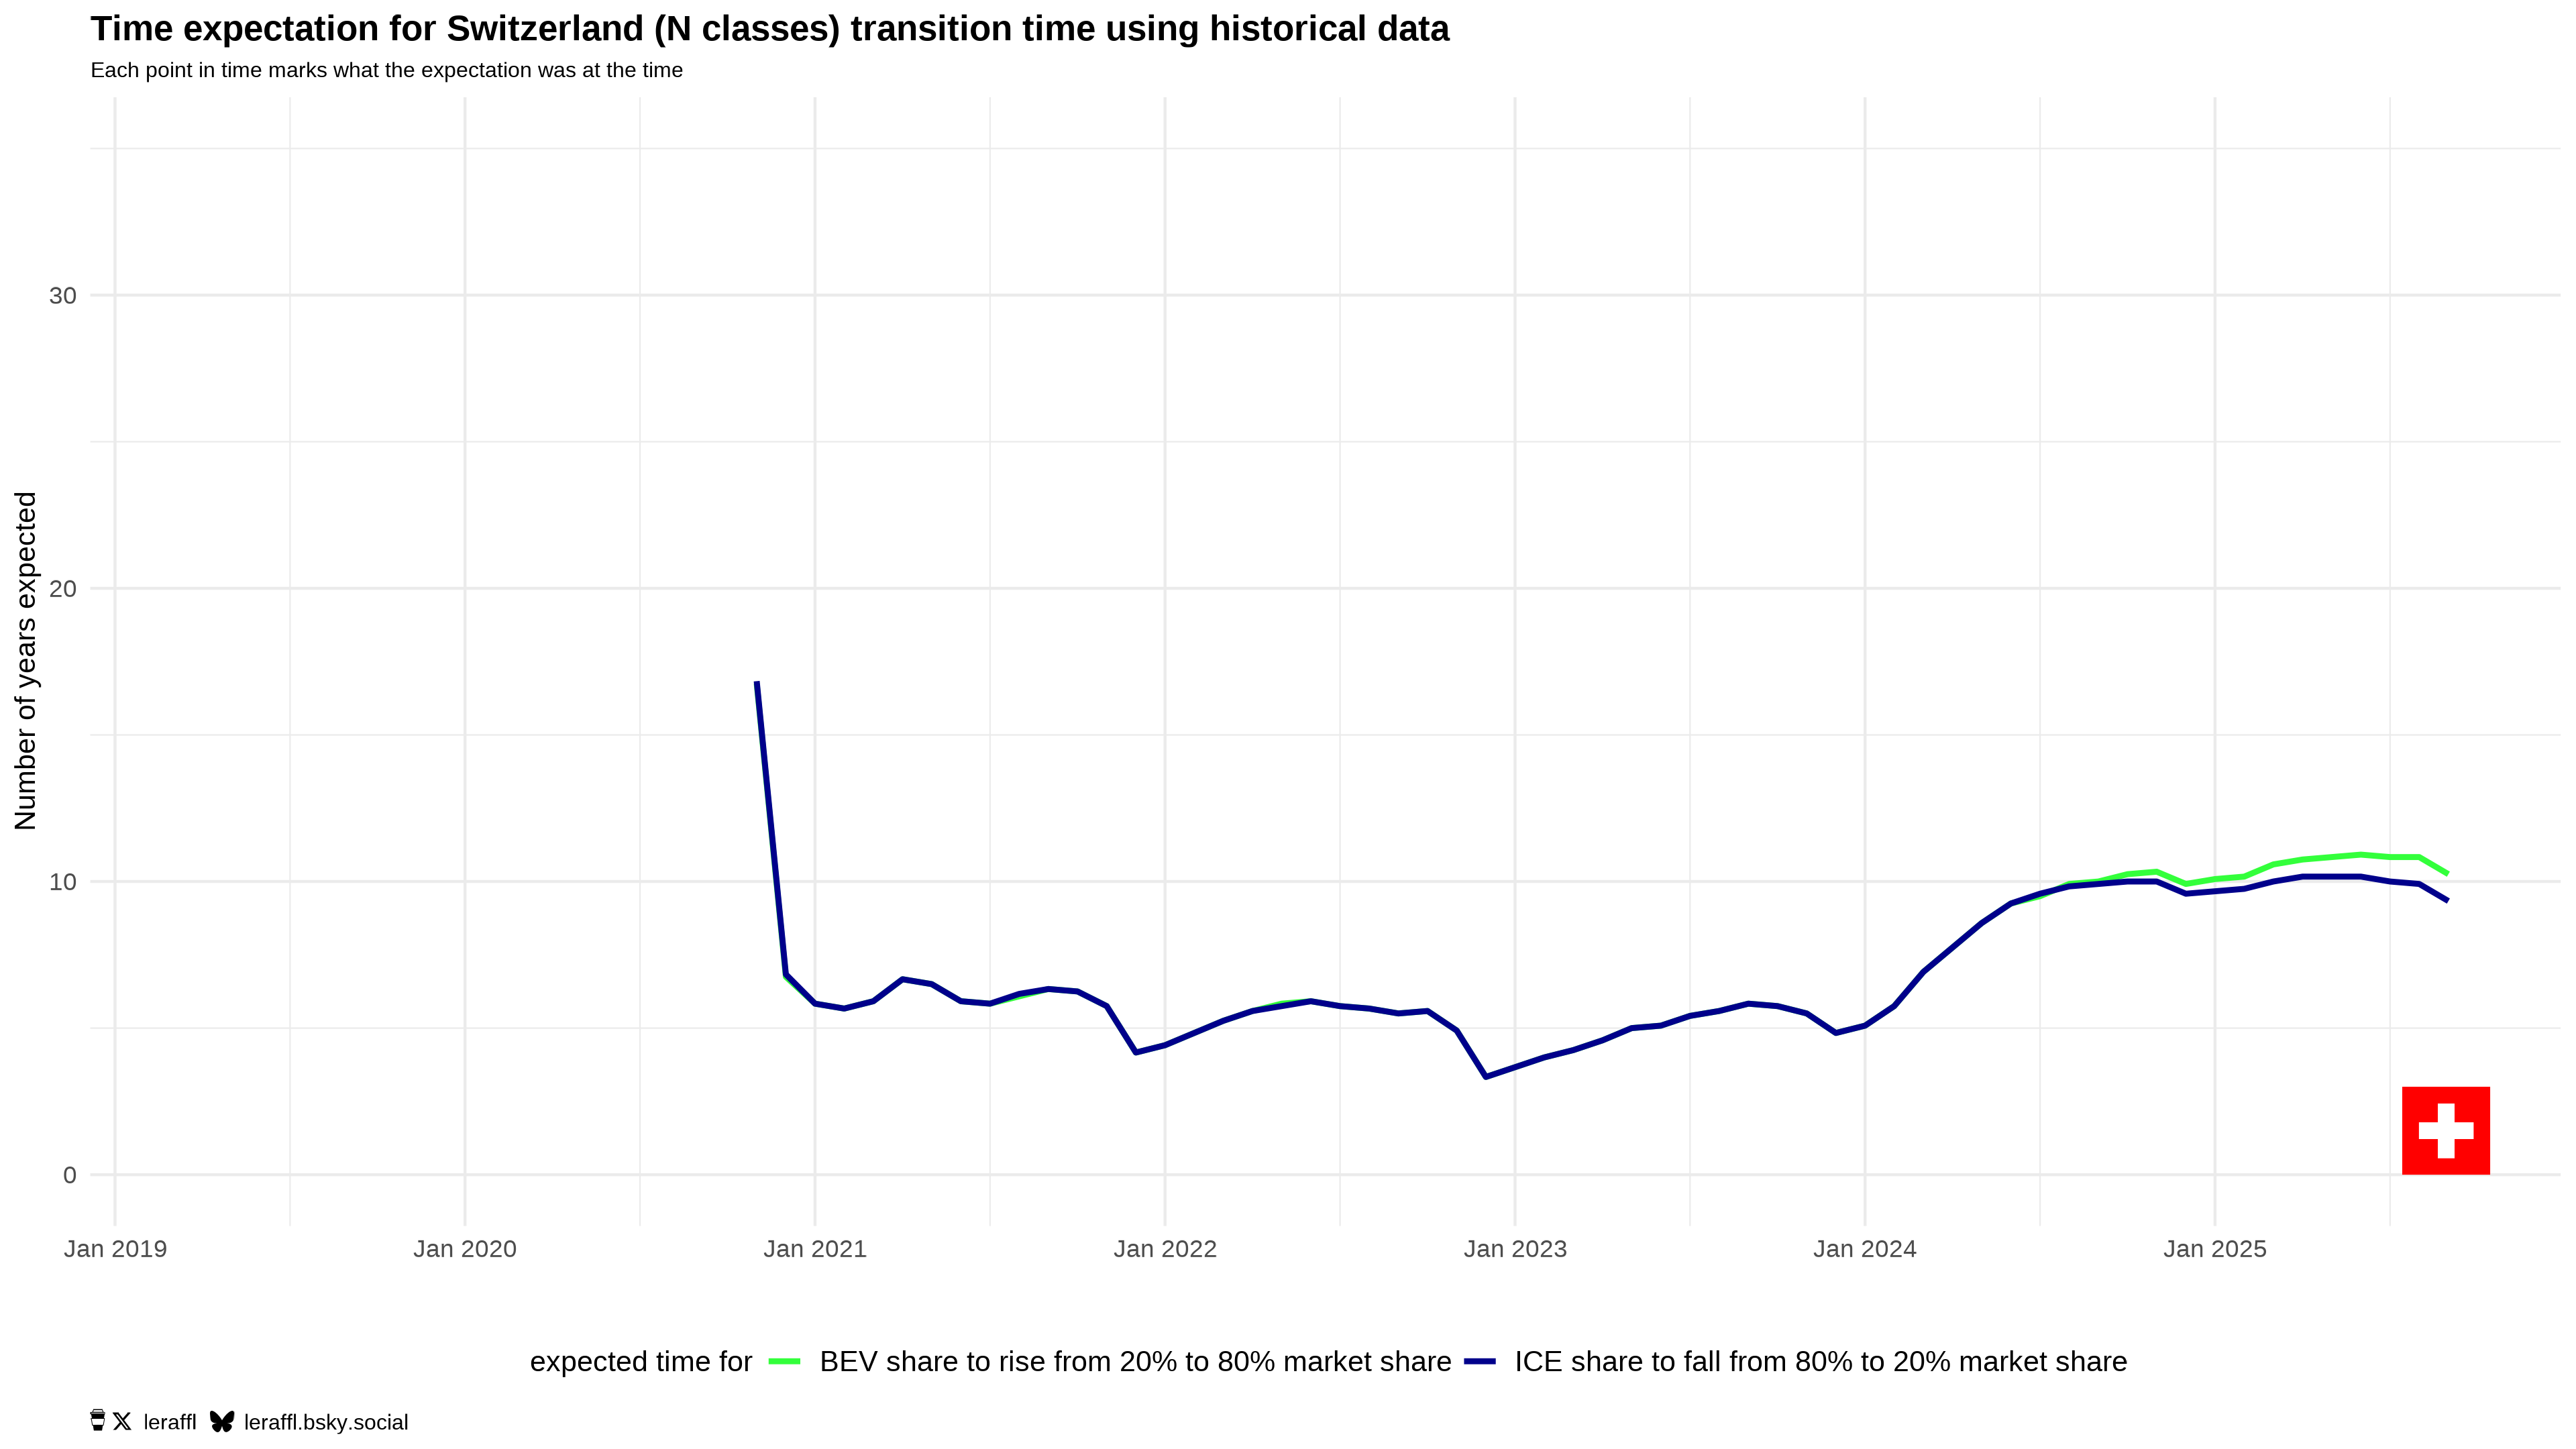 Time expectation for Switzerland (N classes) transition time using historical data
Each point in time marks what the expectation was at the time
Number of years expected
30
20
10
0
Jan 2019
Jan 2020
Jan 2021
Jan 2022
Jan 2023
Jan 2024
Jan 2025
expected time for BEV share to rise from 20% to 80% market share ICE share to fall from 80% to 20% market share
leraffl leraffl.bsky.social